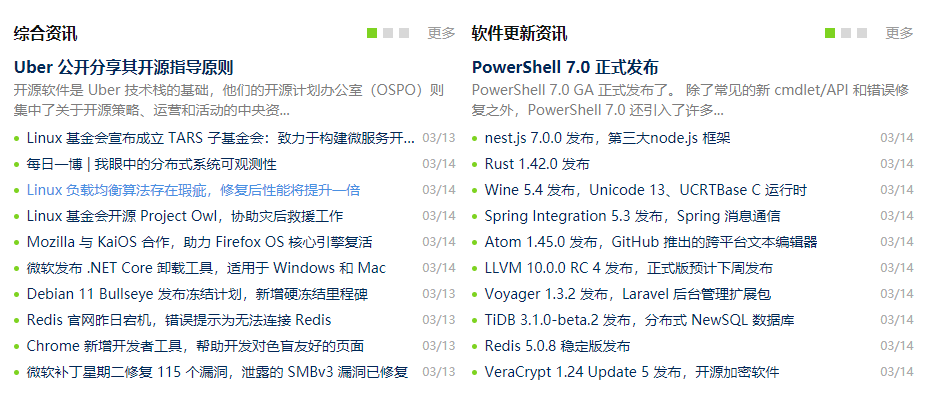 综合资讯 更多
Uber 公开分享其开源指导原则
开源软件是 Uber 技术栈的基础，他们的开源计划办公室（OSPO）则
集中了关于开源策略、运营和活动的中央资...
Linux 基金会宣布成立 TARS 子基金会：致力于构建微服务开... 03/13
每日一博 | 我眼中的分布式系统可观测性 03/14
Linux 负载均衡算法存在瑕疵，修复后性能将提升一倍 03/14
Linux 基金会开源 Project Owl，协助灾后救援工作 03/14
Mozilla 与 KaiOS 合作，助力 Firefox OS 核心引擎复活 03/14
微软发布 .NET Core 卸载工具，适用于 Windows 和 Mac 03/14
Debian 11 Bullseye 发布冻结计划，新增硬冻结里程碑 03/13
Redis 官网昨日宕机，错误提示为无法连接 Redis 03/13
Chrome 新增开发者工具，帮助开发对色盲友好的页面 03/13
微软补丁星期二修复 115 个漏洞，泄露的 SMBv3 漏洞已修复 03/13
软件更新资讯 更多
PowerShell 7.0 正式发布
PowerShell 7.0 GA 正式发布了。 除了常见的新 cmdlet/API 和错误修
复之外，PowerShell 7.0 还引入了许多...
nest.js 7.0.0 发布，第三大node.js 框架 03/14
Rust 1.42.0 发布 03/14
Wine 5.4 发布，Unicode 13、UCRTBase C 运行时 03/14
Spring Integration 5.3 发布，Spring 消息通信 03/14
Atom 1.45.0 发布，GitHub 推出的跨平台文本编辑器 03/14
LLVM 10.0.0 RC 4 发布，正式版预计下周发布 03/14
Voyager 1.3.2 发布，Laravel 后台管理扩展包 03/14
TiDB 3.1.0-beta.2 发布，分布式 NewSQL 数据库 03/14
Redis 5.0.8 稳定版发布 03/14
VeraCrypt 1.24 Update 5 发布，开源加密软件 03/14